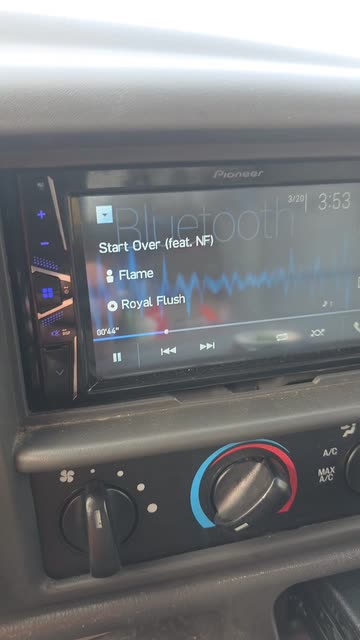 Pioneer
3/20
3:53
Bluetooth
Start Over (feat. NF)
Flame
Royal Flush
00'44"
A/C
MAX
A/C